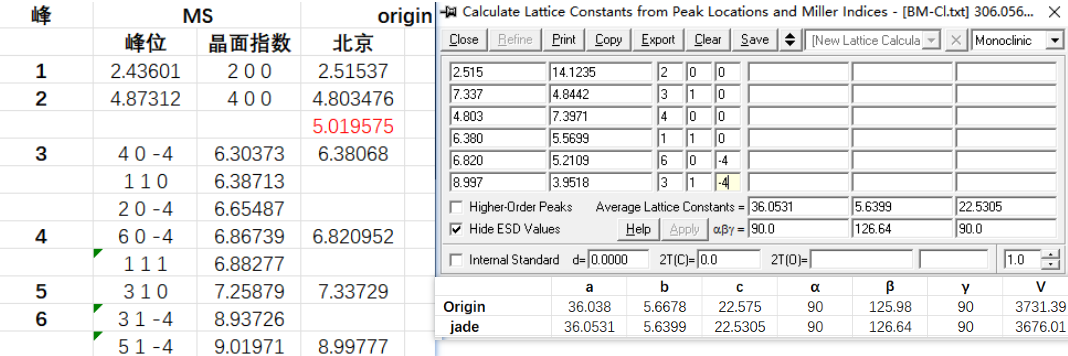 峰 MS origin
峰位 晶面指数 北京
1 2.43601 2 0 0 2.51537
2 4.87312 4 0 0 4.803476
5.019575
3 4 0 -4 6.30373 6.38068
1 1 0 6.38713
2 0 -4 6.65487
4 6 0 -4 6.86739 6.820952
1 1 1 6.88277
5 3 1 0 7.25879 7.33729
6 3 1 -4 8.93726
5 1 -4 9.01971 8.99777
Calculate Lattice Constants from Peak Locations and Miller Indices - [BM-Cl.txt] 306.056...
Close Refine Print Copy Export Clear Save [New Lattice Calcula Monoclinic
2.515 14.1235 2 0 0
7.337 4.8442 3 1 0
4.803 7.3971 4 0 0
6.380 5.5699 1 1 0
6.820 5.2109 6 0 -4
8.997 3.9518 3 1 -4
Higher-Order Peaks Average Lattice Constants = 36.0531 5.6399 22.5305
Hide ESD Values Help Apply αβγ = 90.0 126.64 90.0
Internal Standard d= 0.0000 2T(C)= 0.0 2T(O)= 1.0
a b c α β γ V
Origin 36.038 5.6678 22.575 90 125.98 90 3731.39
jade 36.0531 5.6399 22.5305 90 126.64 90 3676.01